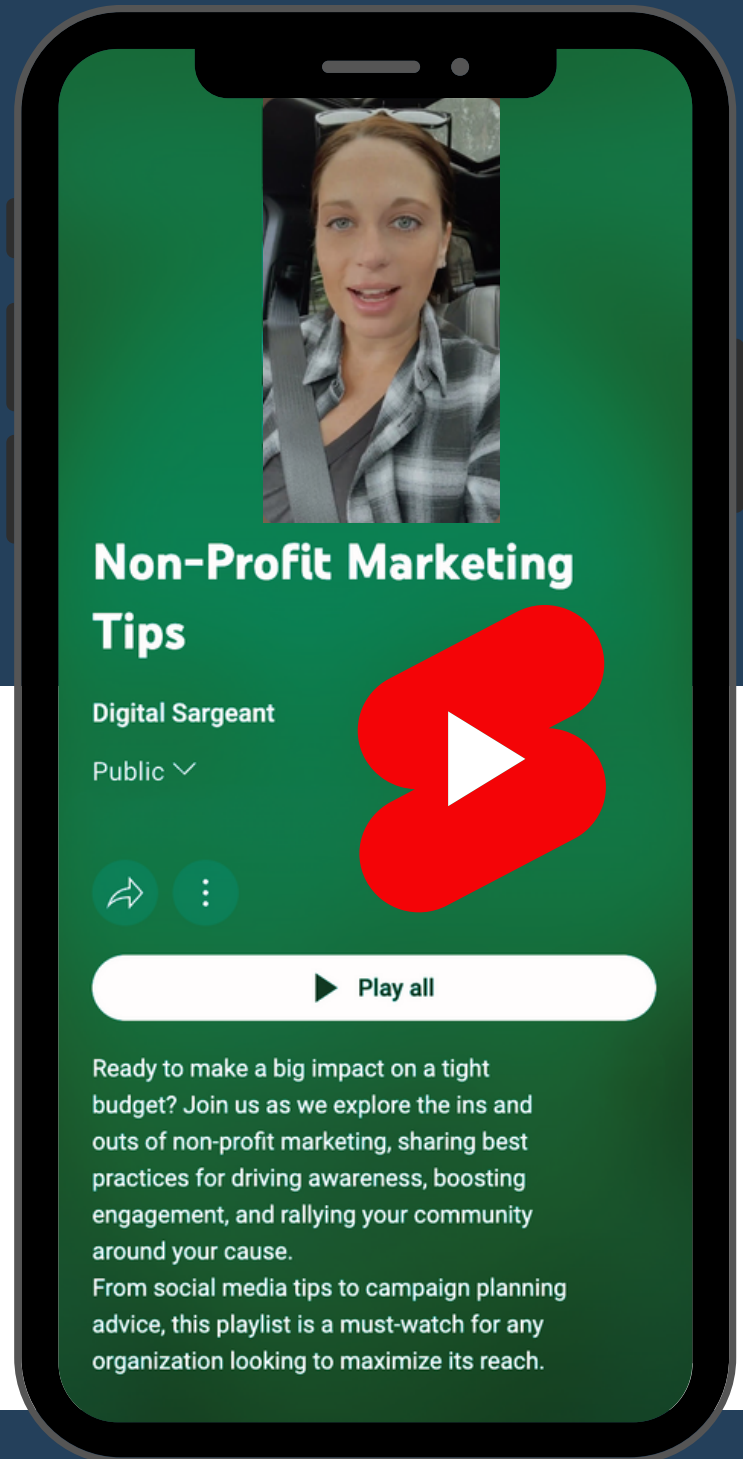 Non-Profit Marketing
Tips
Digital Sargeant
Public
Play all
Ready to make a big impact on a tight
budget? Join us as we explore the ins and
outs of non-profit marketing, sharing best
practices for driving awareness, boosting
engagement, and rallying your community
around your cause.
From social media tips to campaign planning
advice, this playlist is a must-watch for any
organization looking to maximize its reach.